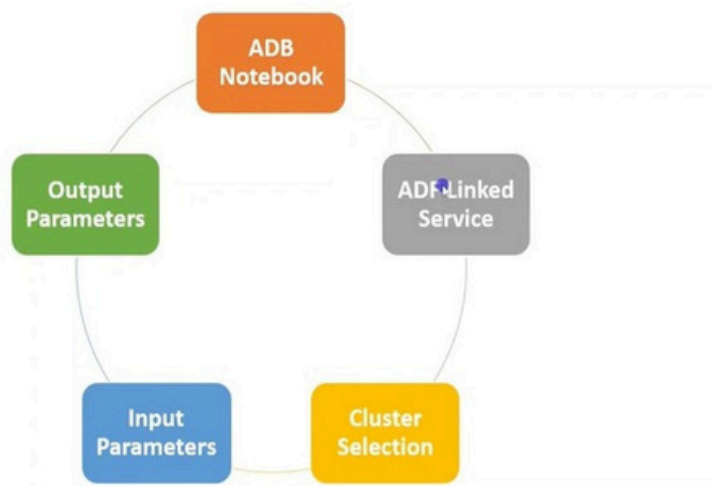 ADB
Notebook
ADF Linked
Service
Cluster
Selection
Input
Parameters
Output
Parameters